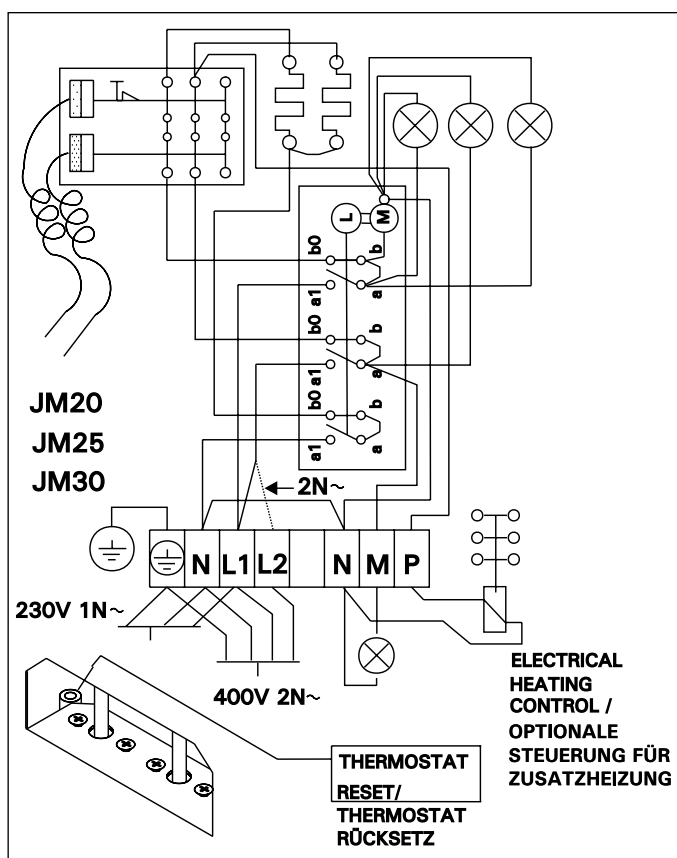 L
M
b0
b
a1
a
b0
b
a1
a
b0
b
a1
a
JM20
JM25
JM30
2N~
N
L1
L2
N
M
P
230V 1N~
400V 2N~
ELECTRICAL
HEATING
CONTROL /
OPTIONALE
STEUERUNG FÜR
ZUSATZHEIZUNG
THERMOSTAT
RESET/
THERMOSTAT
RÜCKSETZ